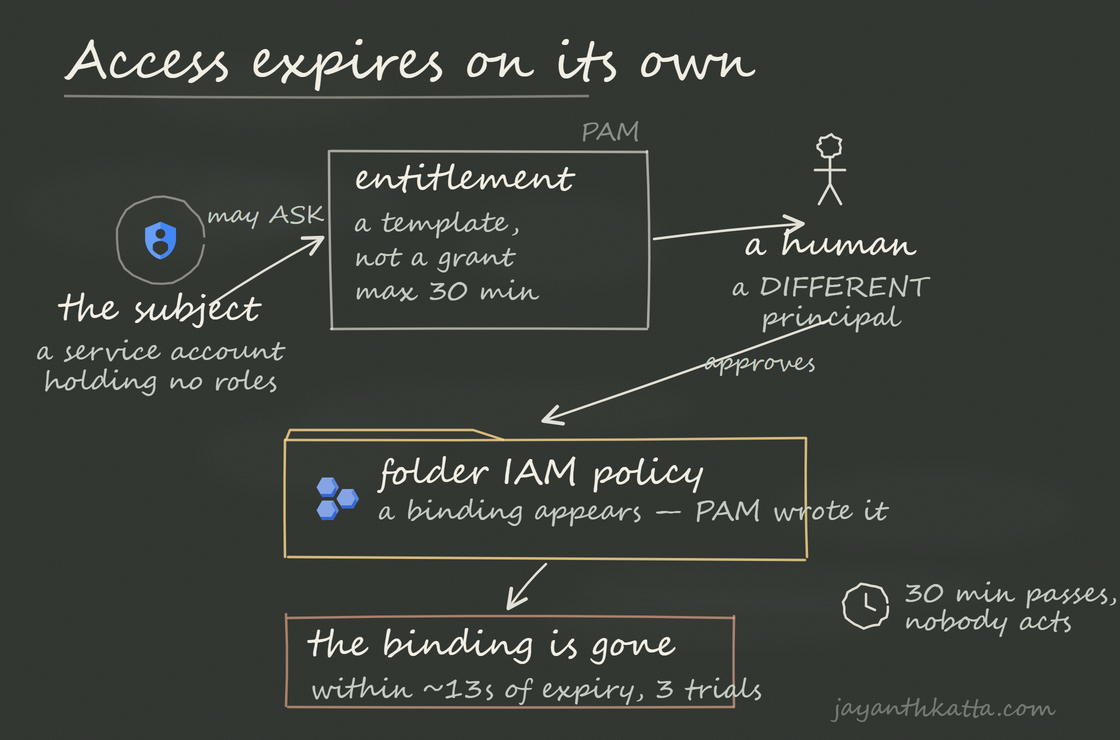 Access expires on its own
PAM
entitlement
may ASK
a template,
not a grant
max 30 min
a human
a DIFFERENT
principal
the subject
a service account
holding no roles
approves
folder IAM policy
a binding appears — PAM wrote it
30 min passes,
nobody acts
the binding is gone
within ~13s of expiry, 3 trials
jayanthkatta.com